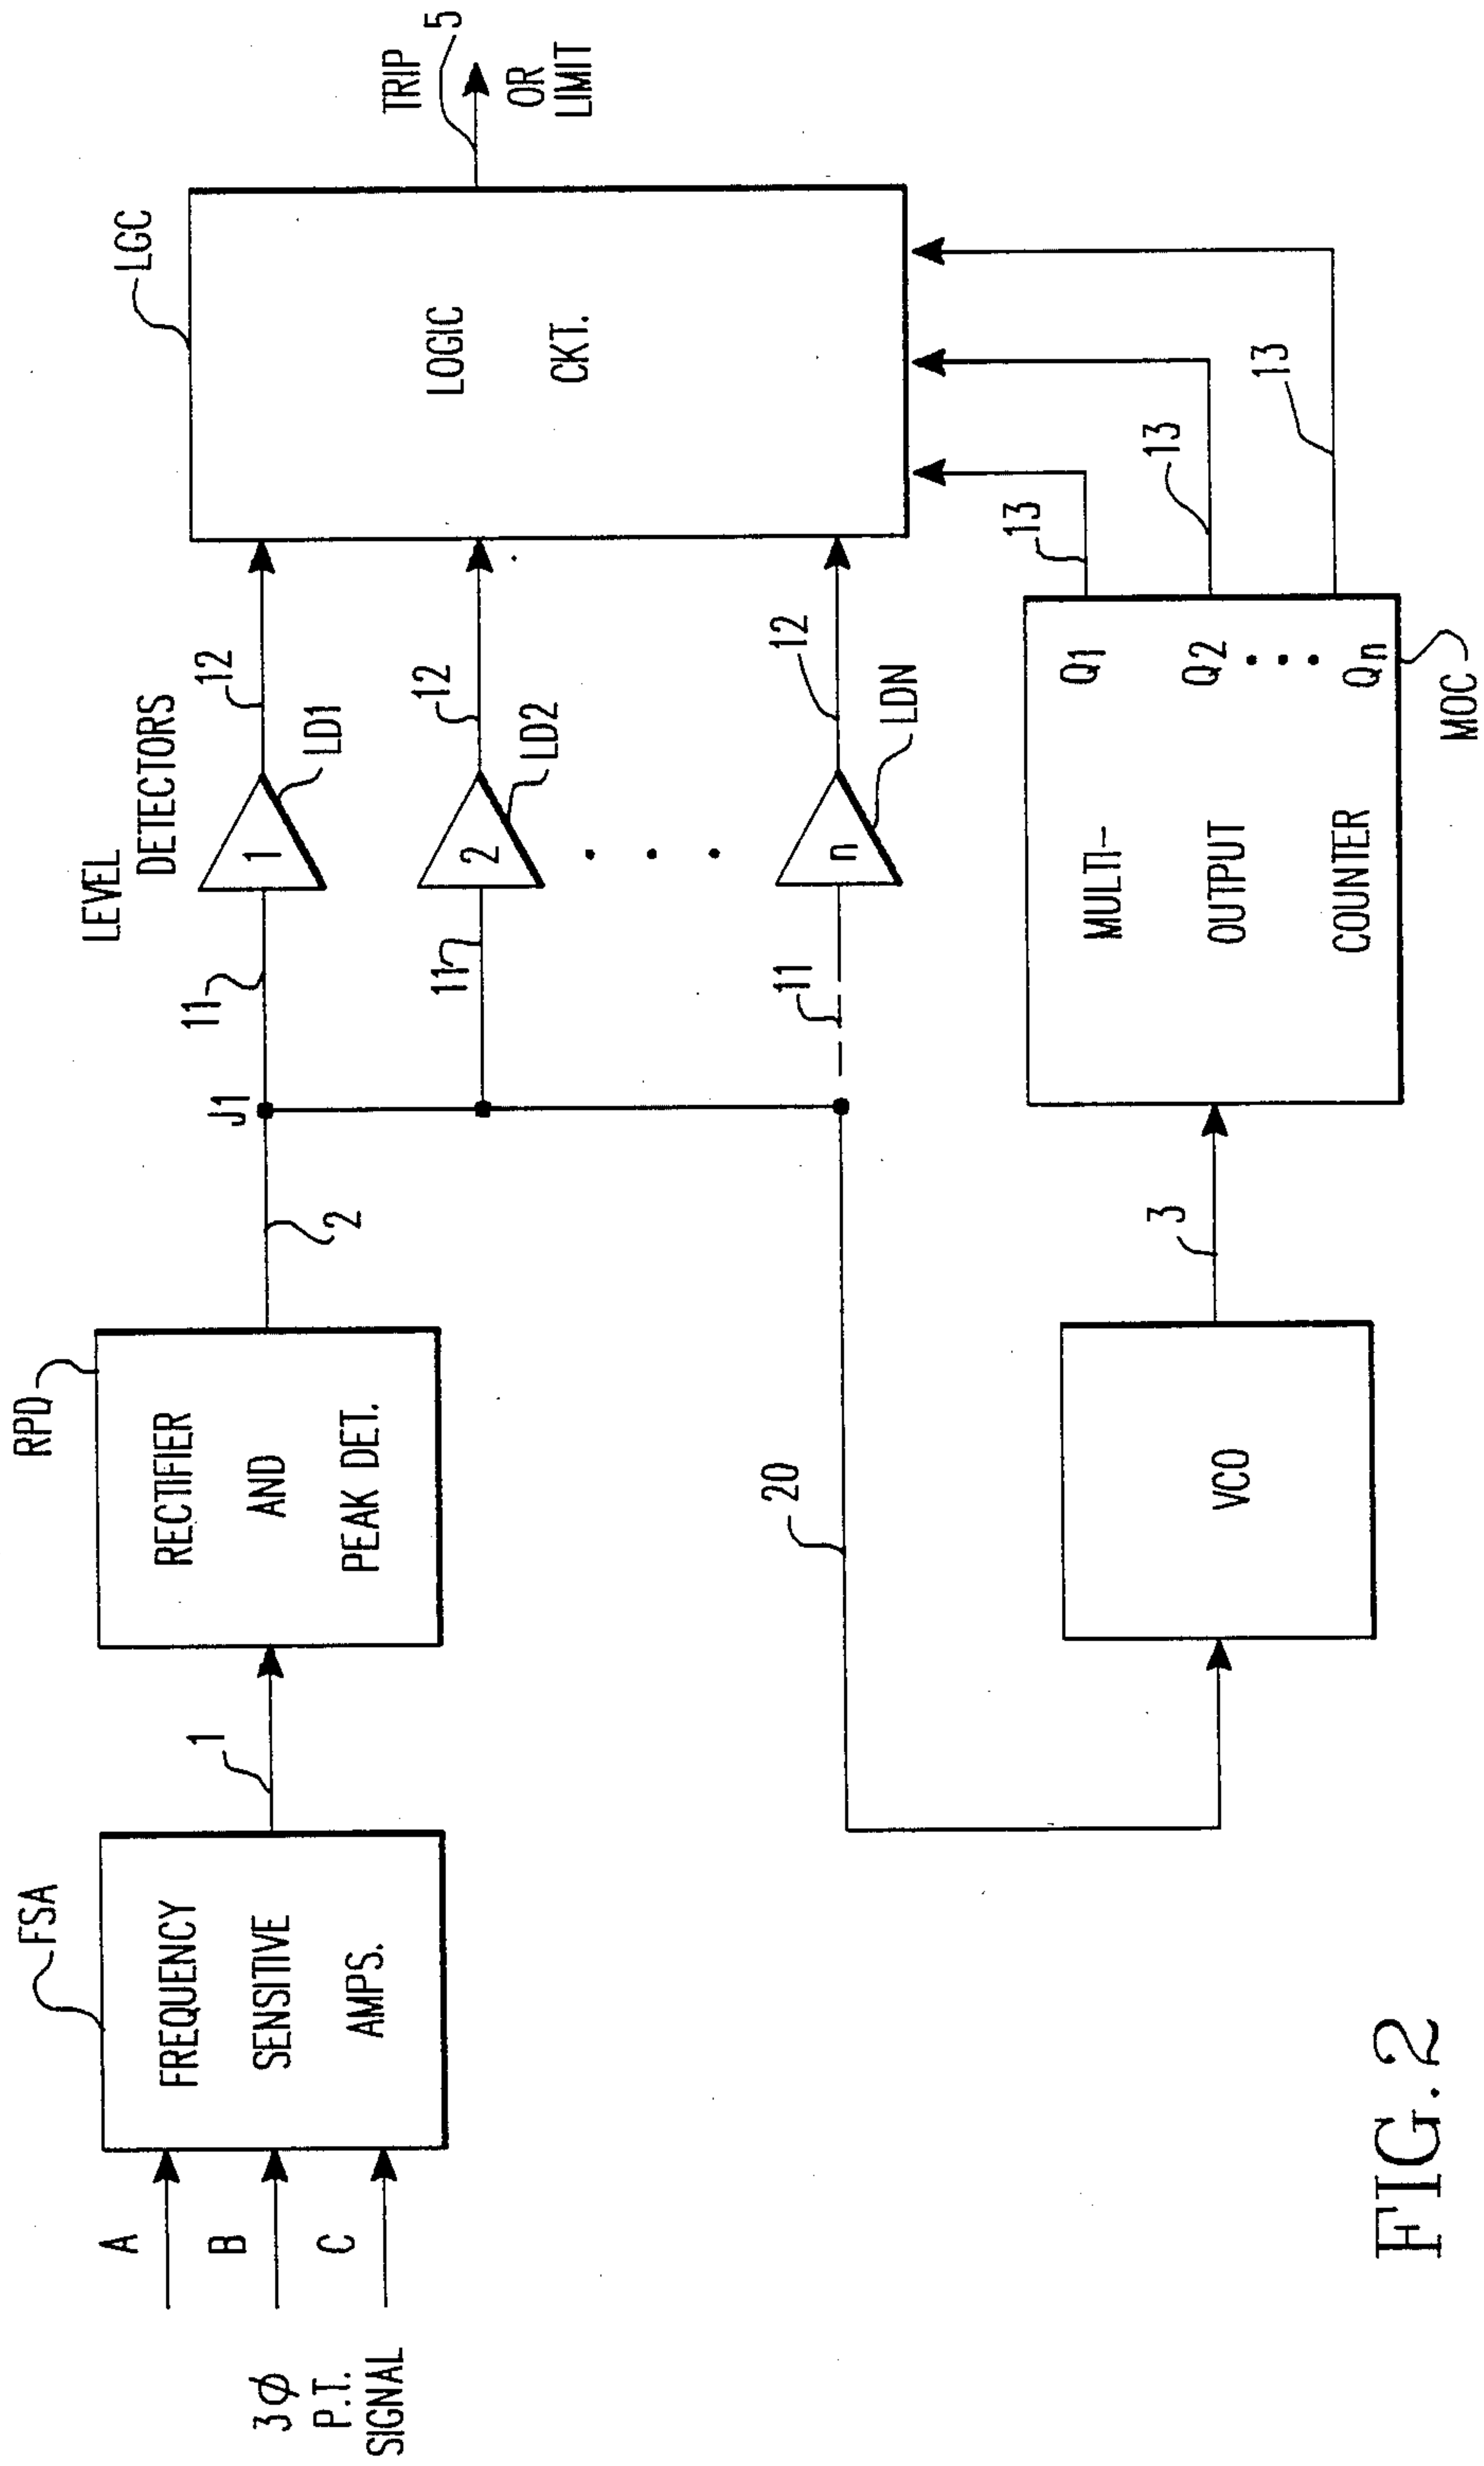 3φ
P.T.
SIGNAL
A
B
C
FSA
FREQUENCY
SENSITIVE
AMPS.
1
RPD
RECTIFIER
AND
PEAK DET.
2
J1
11
11
11
LEVEL
DETECTORS
1
LD1
2
LD2
n
LDN
12
12
12
LGC
LOGIC
CKT.
TRIP
5
OR
LIMIT
20
VCO
3
MULTI-
OUTPUT
COUNTER
Q1
Q2
Qn
MOC
13
13
13
FIG.2